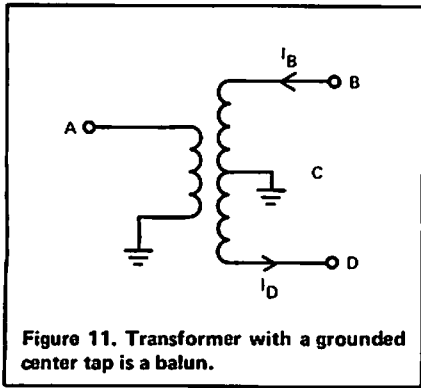 I_B
B
A
C
D
I_D
Figure 11. Transformer with a grounded
center tap is a balun.